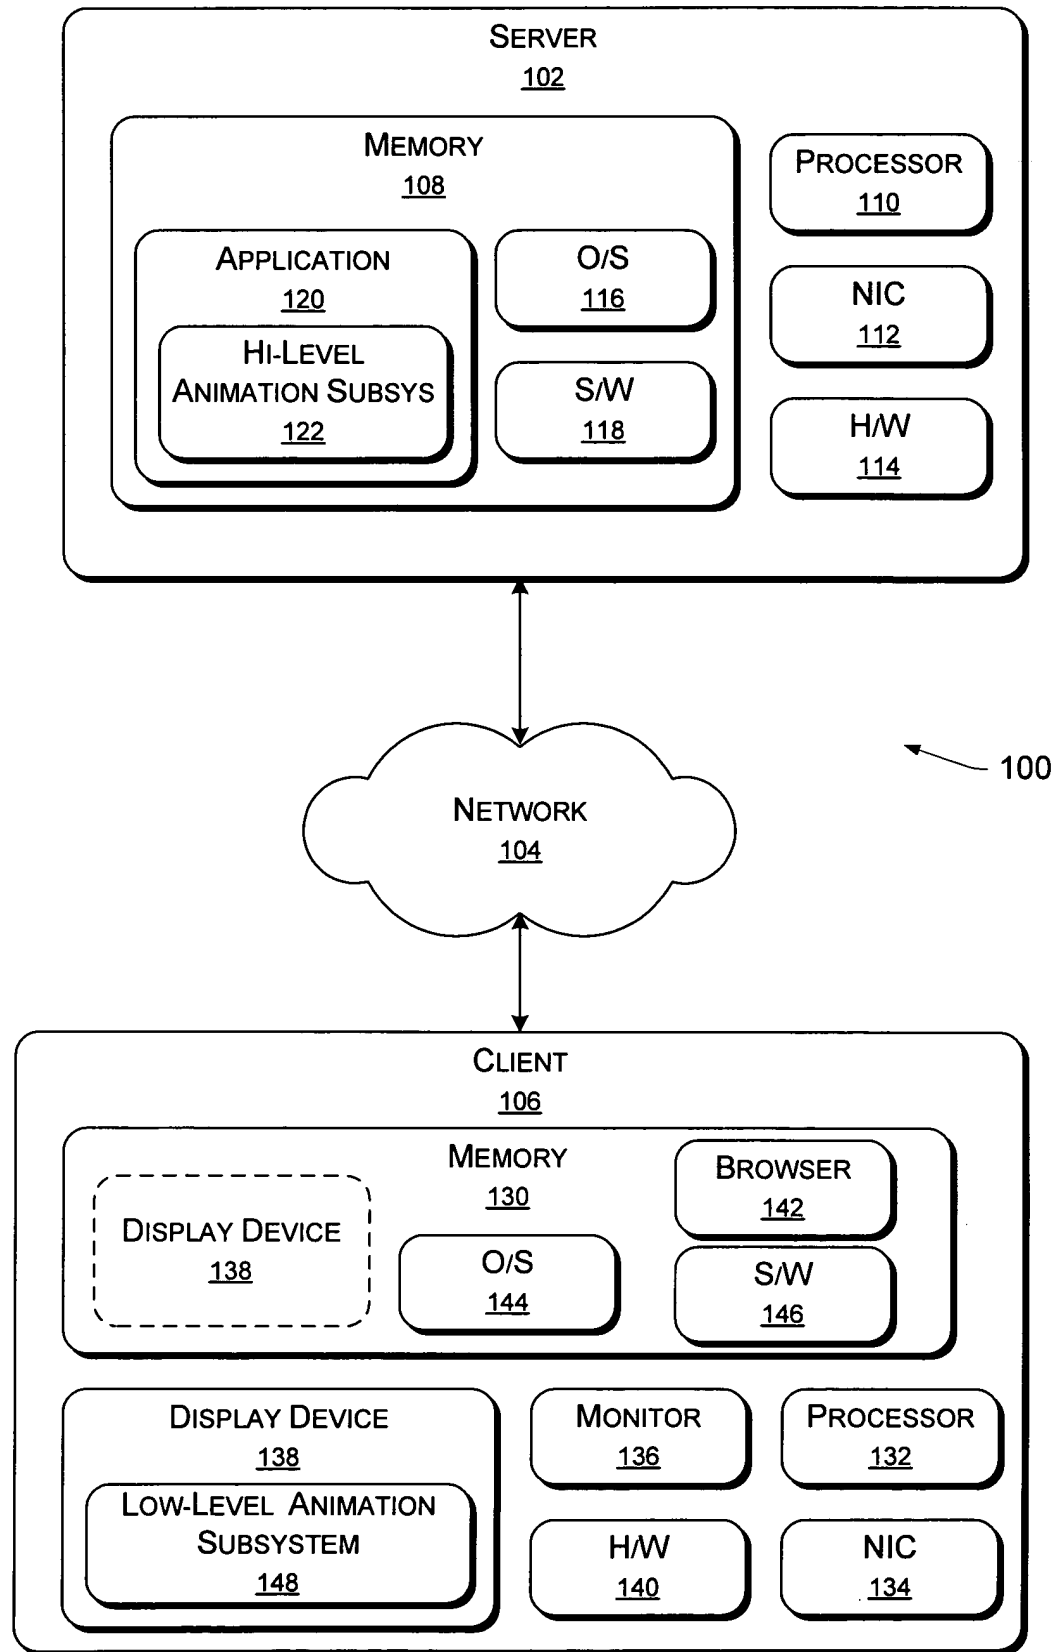 SERVER
102
MEMORY
108
PROCESSOR
110
APPLICATION
120
O/S
116
NIC
112
HI-LEVEL
ANIMATION SUBSYS
122
S/W
118
H/W
114
100
NETWORK
104
CLIENT
106
MEMORY
130
BROWSER
142
DISPLAY DEVICE
138
O/S
144
S/W
146
DISPLAY DEVICE
138
MONITOR
136
PROCESSOR
132
LOW-LEVEL ANIMATION
SUBSYSTEM
148
H/W
140
NIC
134